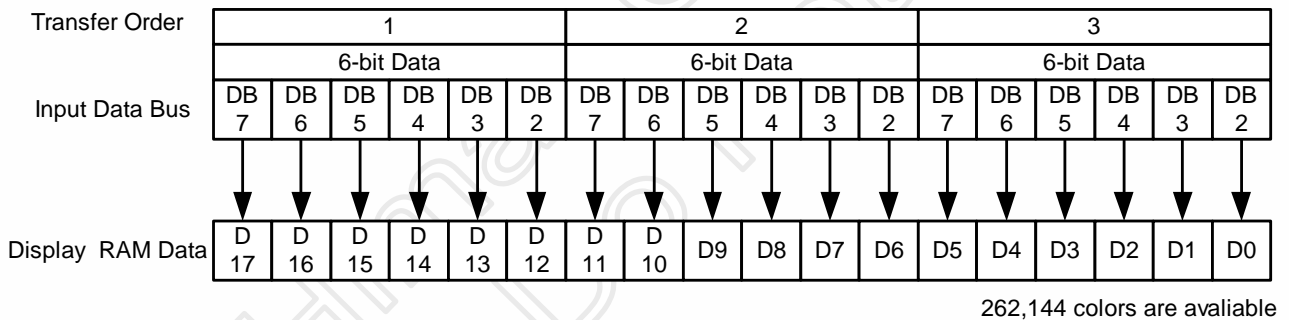 Transfer Order 1 2 3
6-bit Data 6-bit Data 6-bit Data
Input Data Bus DB 7 DB 6 DB 5 DB 4 DB 3 DB 2 DB 7 DB 6 DB 5 DB 4 DB 3 DB 2 DB 7 DB 6 DB 5 DB 4 DB 3 DB 2
Display RAM Data D 17 D 16 D 15 D 14 D 13 D 12 D 11 D 10 D9 D8 D7 D6 D5 D4 D3 D2 D1 D0
262,144 colors are avaliable